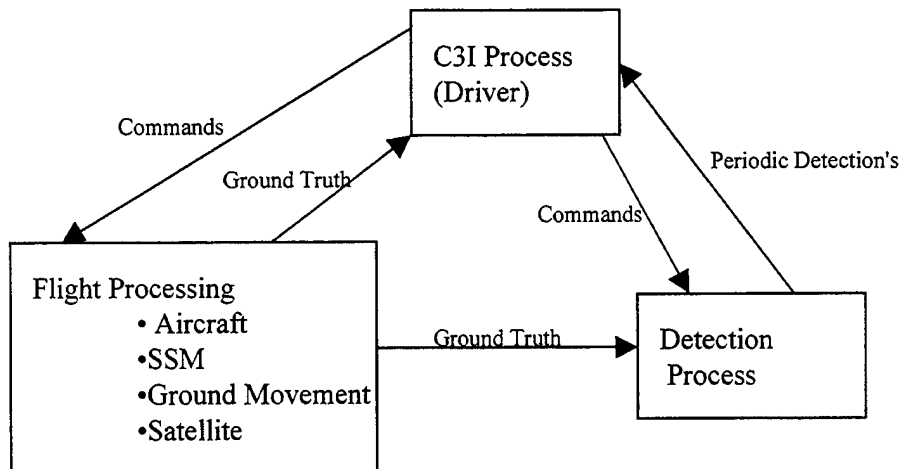 C3I Process
(Driver)
Commands
Periodic Detection's
Ground Truth
Commands
Flight Processing
• Aircraft
•SSM
•Ground Movement
•Satellite
Ground Truth
Detection
Process